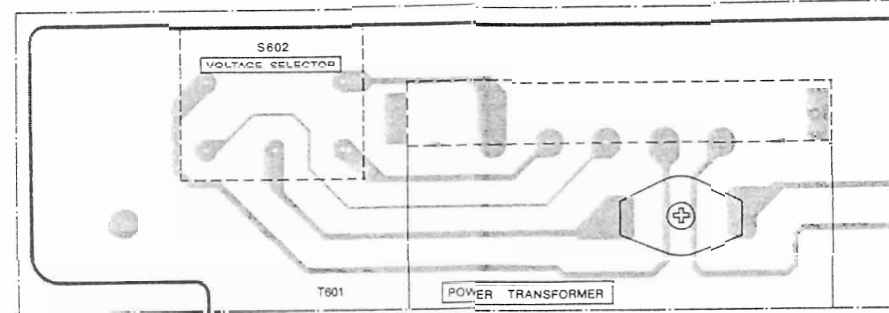 S602
VOLTAGE SELECTOR
T601
POWER TRANSFORMER